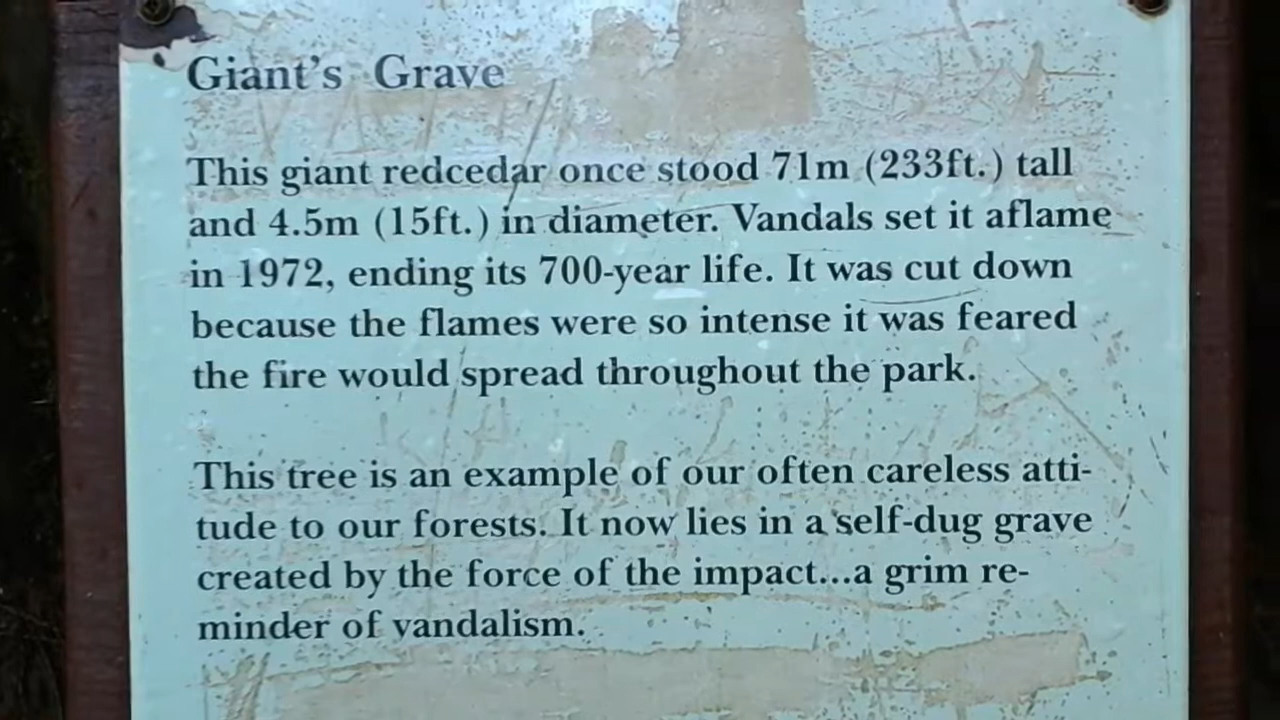 Giant's Grave
This giant redcedar once stood 71m (233ft.) tall
and 4.5m (15ft.) in diameter. Vandals set it aflame
in 1972, ending its 700-year life. It was cut down
because the flames were so intense it was feared
the fire would spread throughout the park.
This tree is an example of our often careless atti-
tude to our forests. It now lies in a self-dug grave
created by the force of the impact...a grim re-
minder of vandalism.